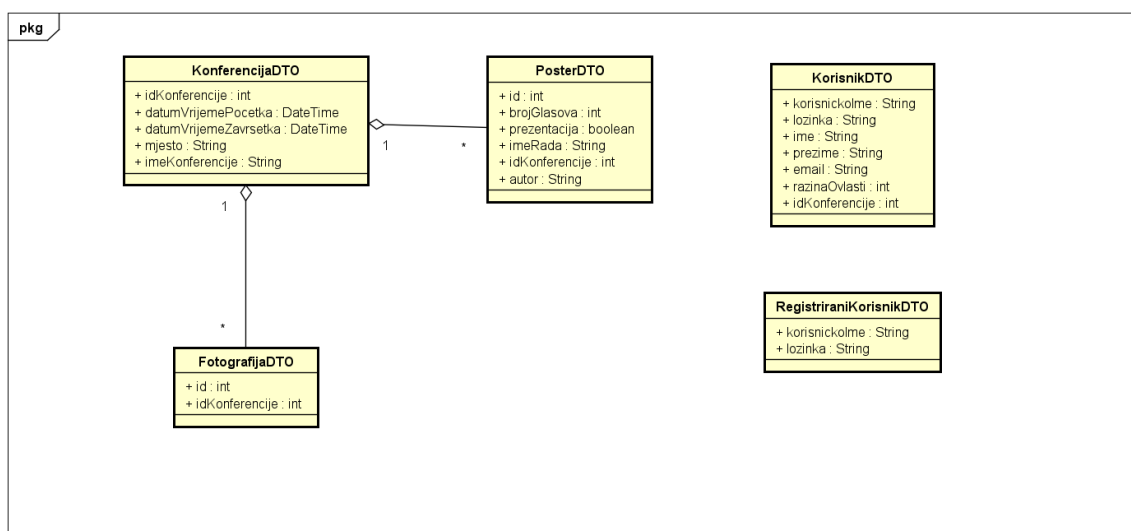 pkg
KonferencijaDTO
+ idKonferencije : int
+ datumVrijemePocetka : DateTime
+ datumVrijemeZavrsetka : DateTime
+ mjesto : String
+ imeKonferencije : String
1
*
PosterDTO
+ id : int
+ brojGlasova : int
+ prezentacija : boolean
+ imeRada : String
+ idKonferencije : int
+ autor : String
KorisnikDTO
+ korisnickoIme : String
+ lozinka : String
+ ime : String
+ prezime : String
+ email : String
+ razinaOvlasti : int
+ idKonferencije : int
1
*
FotografijaDTO
+ id : int
+ idKonferencije : int
RegistriraniKorisnikDTO
+ korisnickoIme : String
+ lozinka : String